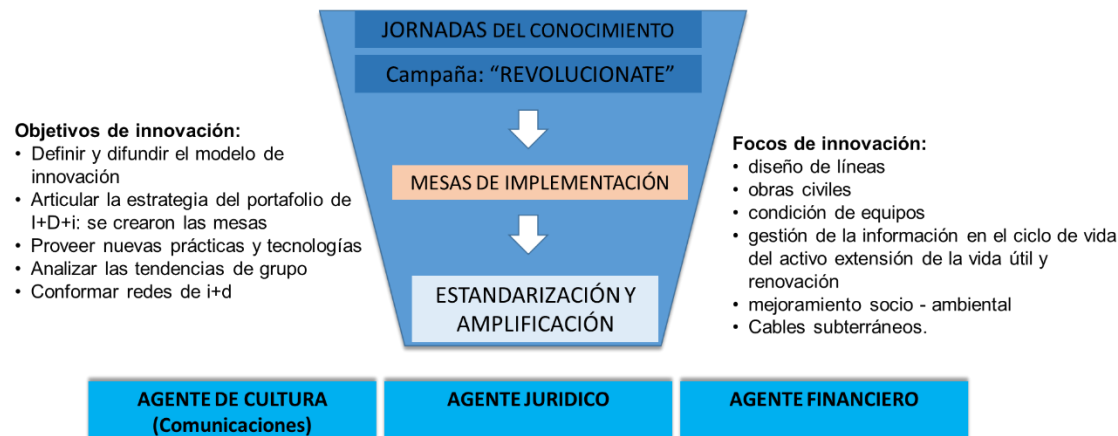 JORNADAS DEL CONOCIMIENTO
Campaña: “REVOLUCIONATE”
Objetivos de innovación:
• Definir y difundir el modelo de
innovación
• Articular la estrategia del portafolio de
I+D+i: se crearon las mesas
• Proveer nuevas prácticas y tecnologías
• Analizar las tendencias de grupo
• Conformar redes de i+d
MESAS DE IMPLEMENTACIÓN
ESTANDARIZACIÓN Y
AMPLIFICACIÓN
Focos de innovación:
• diseño de líneas
• obras civiles
• condición de equipos
• gestión de la información en el ciclo de vida
del activo extensión de la vida útil y
renovación
• mejoramiento socio - ambiental
• Cables subterráneos.
AGENTE DE CULTURA
(Comunicaciones)
AGENTE JURIDICO
AGENTE FINANCIERO